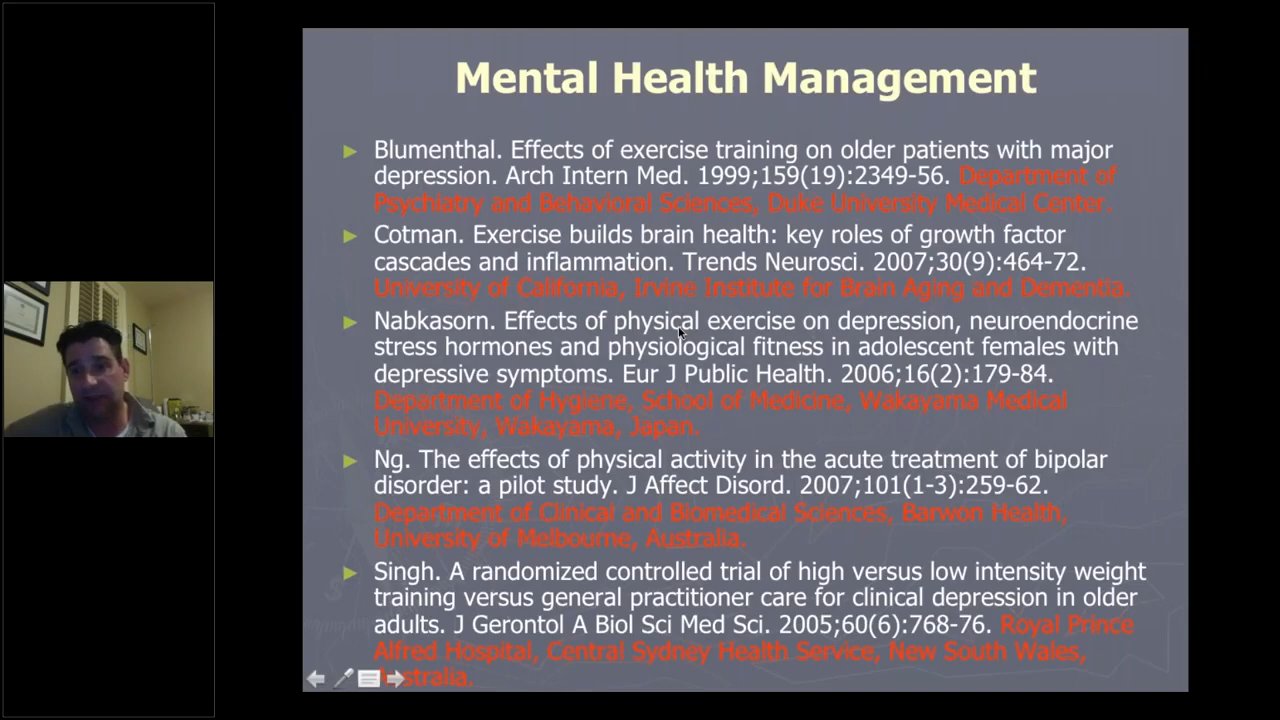 Mental Health Management
Blumenthal. Effects of exercise training on older patients with major
depression. Arch Intern Med. 1999;159(19):2349-56. Department of
Psychiatry and Behavioral Sciences, Duke University Medical Center.
Cotman. Exercise builds brain health: key roles of growth factor
cascades and inflammation. Trends Neurosci. 2007;30(9):464-72.
University of California, Irvine Institute for Brain Aging and Dementia.
Nabkasorn. Effects of physical exercise on depression, neuroendocrine
stress hormones and physiological fitness in adolescent females with
depressive symptoms. Eur J Public Health. 2006;16(2):179-84.
Department of Hygiene, School of Medicine, Wakayama Medical
University, Wakayama, Japan.
Ng. The effects of physical activity in the acute treatment of bipolar
disorder: a pilot study. J Affect Disord. 2007;101(1-3):259-62.
Department of Clinical and Biomedical Sciences, Barwon Health,
University of Melbourne, Australia.
Singh. A randomized controlled trial of high versus low intensity weight
training versus general practitioner care for clinical depression in older
adults. J Gerontol A Biol Sci Med Sci. 2005;60(6):768-76. Royal Prince
Alfred Hospital, Central Sydney Health Service, New South Wales,
Australia.